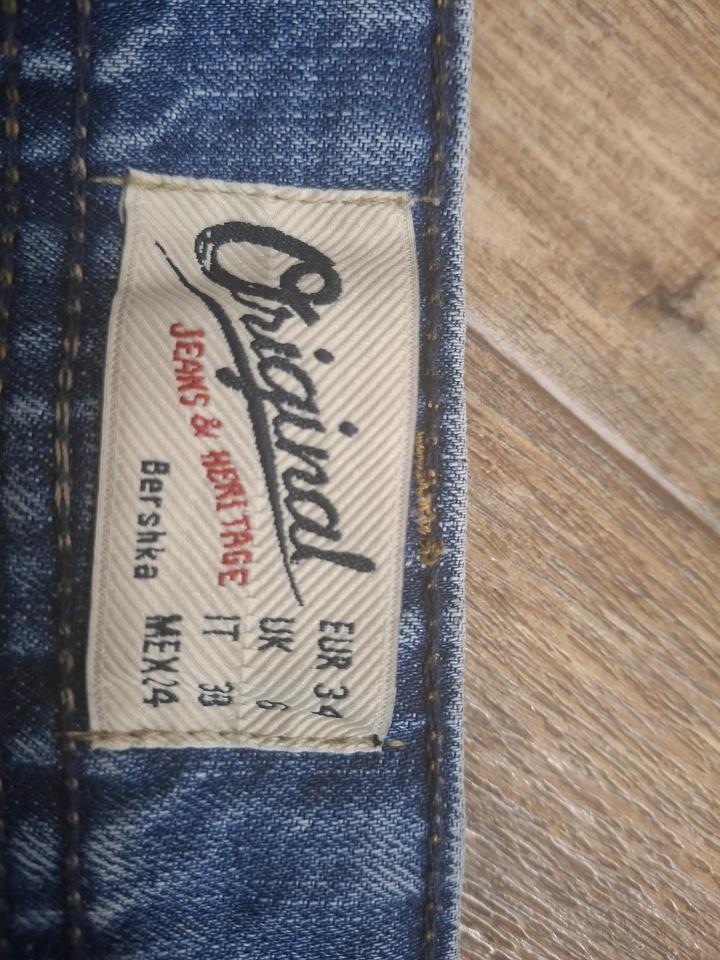 Original
JEANS & HERITAGE
Bershka
EUR 34
UK 6
IT 38
MEX 24